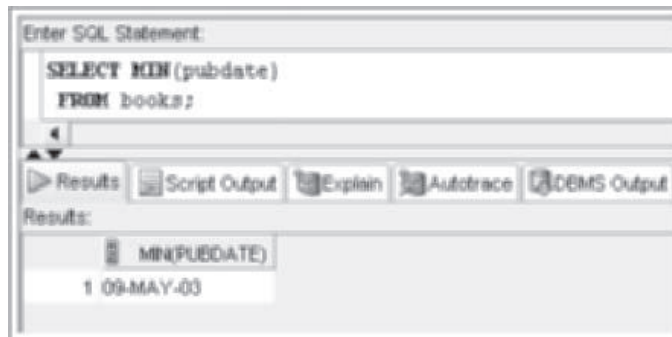 Enter SQL Statement:
SELECT MIN(pubdate)
FROM books;
Results Script Output Explain Autotrace DBMS Output
Results:
MIN(PUBDATE)
1 09-MAY-03